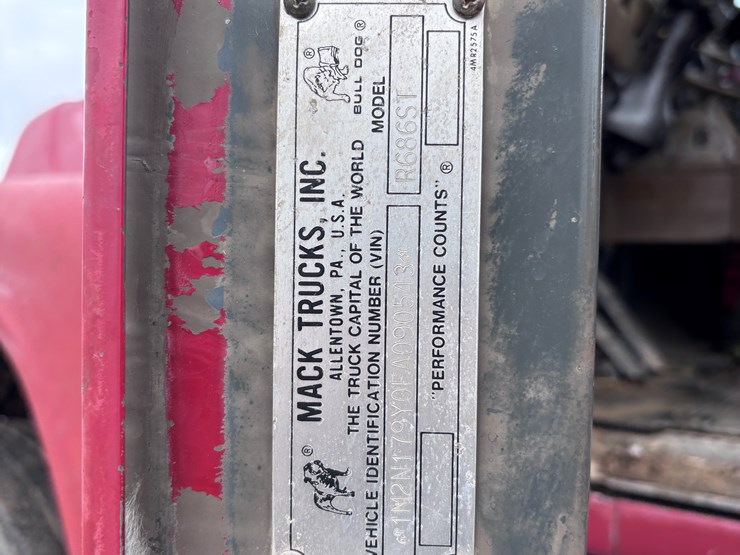 MACK TRUCKS, INC.
ALLENTOWN, PA., U.S.A.
THE TRUCK CAPITAL OF THE WORLD
BULL DOG ®
VEHICLE IDENTIFICATION NUMBER (VIN)
MODEL
1M2N179Y0FA090513
R686ST
"PERFORMANCE COUNTS" ®
4MR2575A